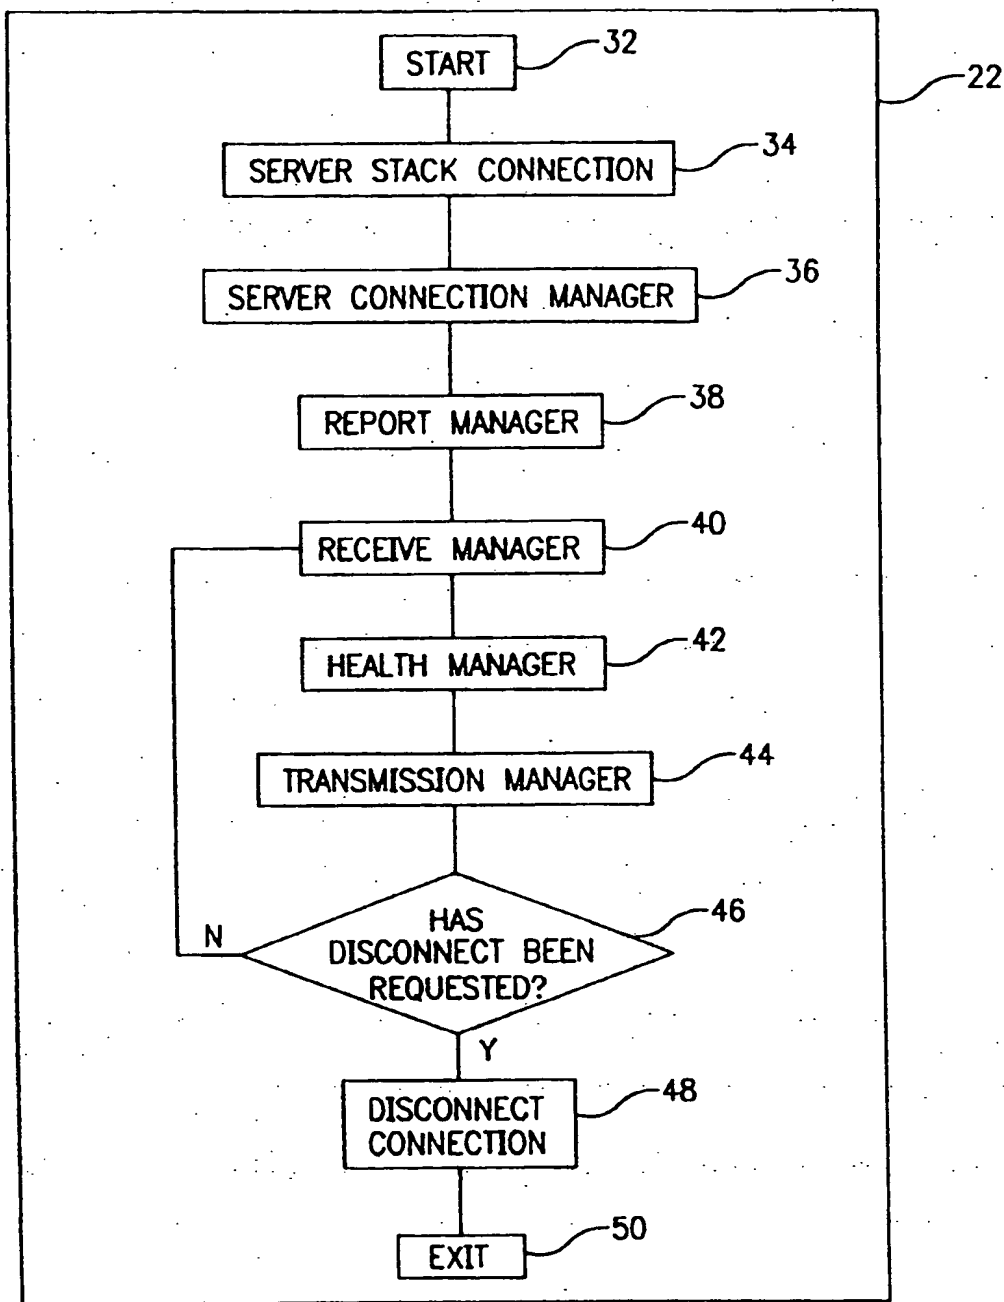 START
32
22
SERVER STACK CONNECTION
34
SERVER CONNECTION MANAGER
36
REPORT MANAGER
38
RECEIVE MANAGER
40
HEALTH MANAGER
42
TRANSMISSION MANAGER
44
HAS
DISCONNECT BEEN
REQUESTED?
46
N
Y
DISCONNECT
CONNECTION
48
EXIT
50